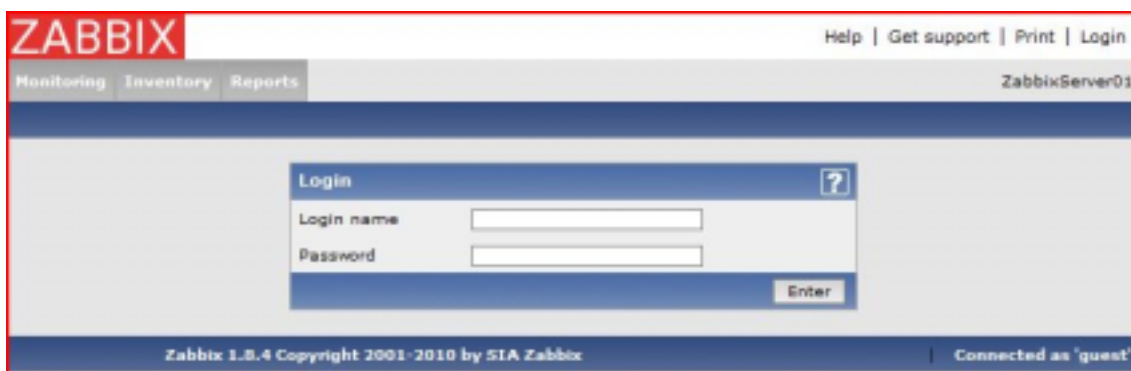 ZABBIX
Help | Get support | Print | Login
Monitoring Inventory Reports
ZabbixServer01
Login ?
Login name
Password
Enter
Zabbix 1.8.4 Copyright 2001-2010 by SIA Zabbix | Connected as 'guest'